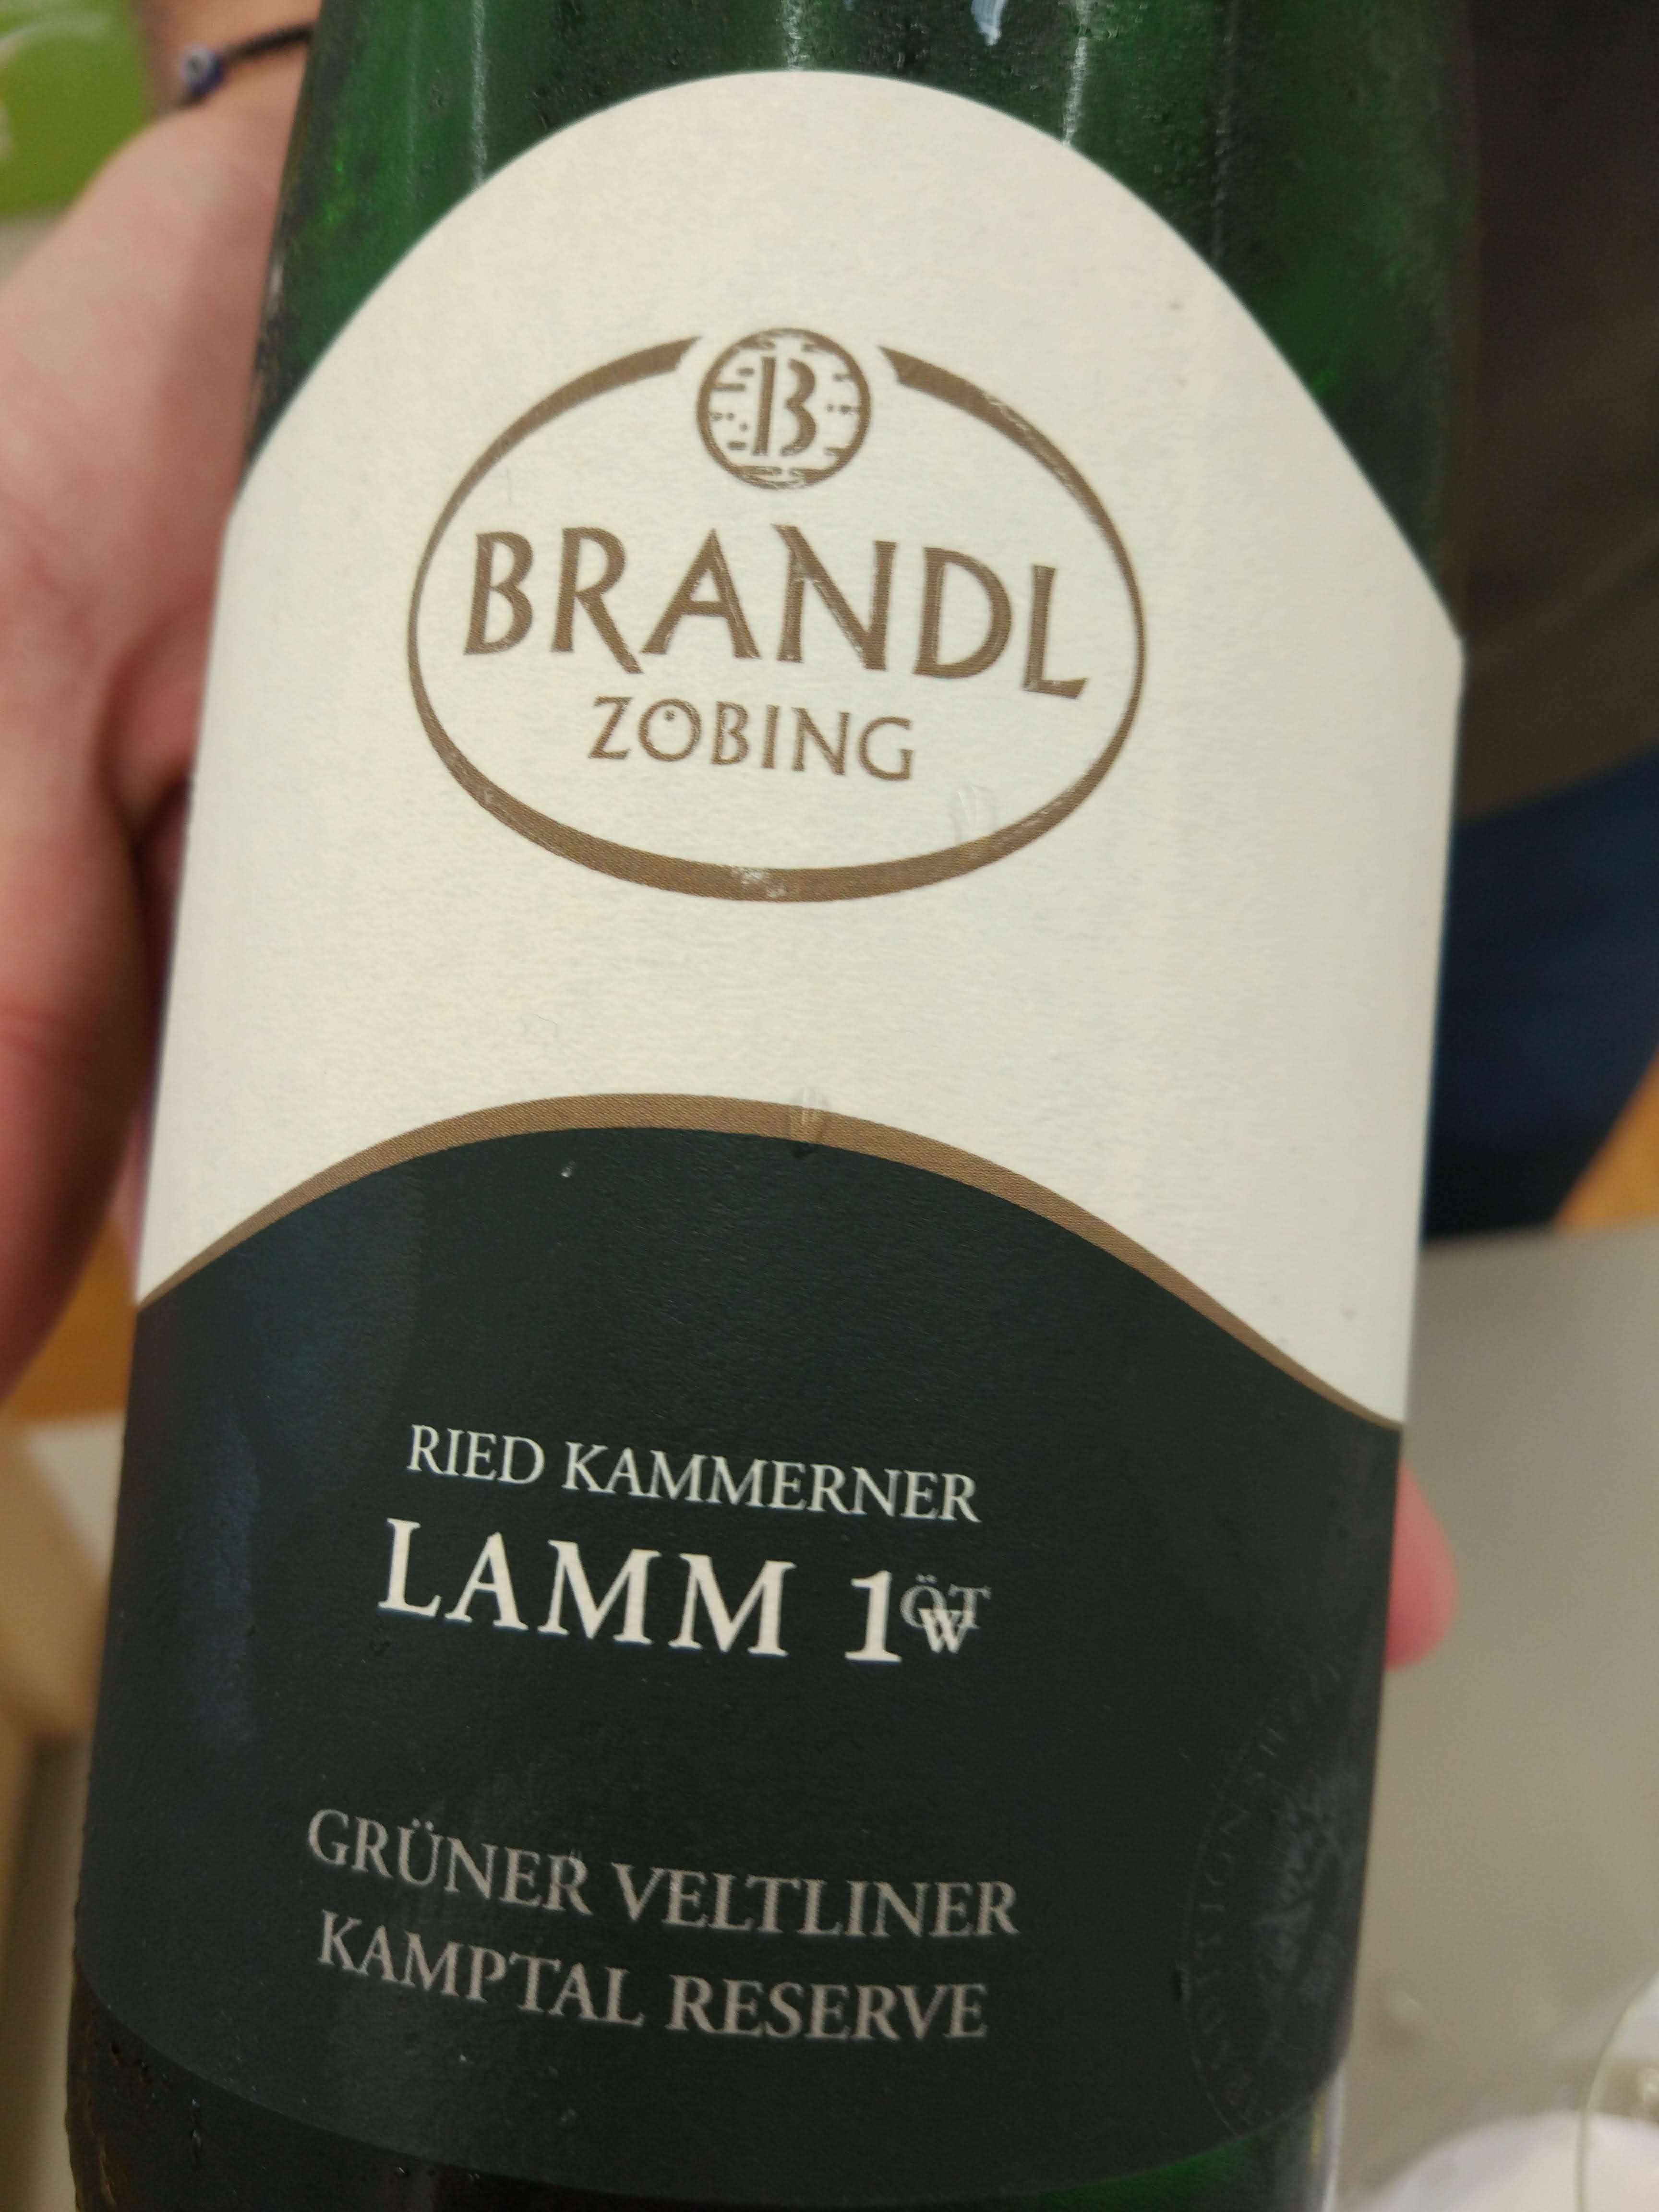 B
BRANDL
ZÖBING
RIED KAMMERNER
LAMM 1ÖTW
GRÜNER VELTLINER
KAMPTAL RESERVE